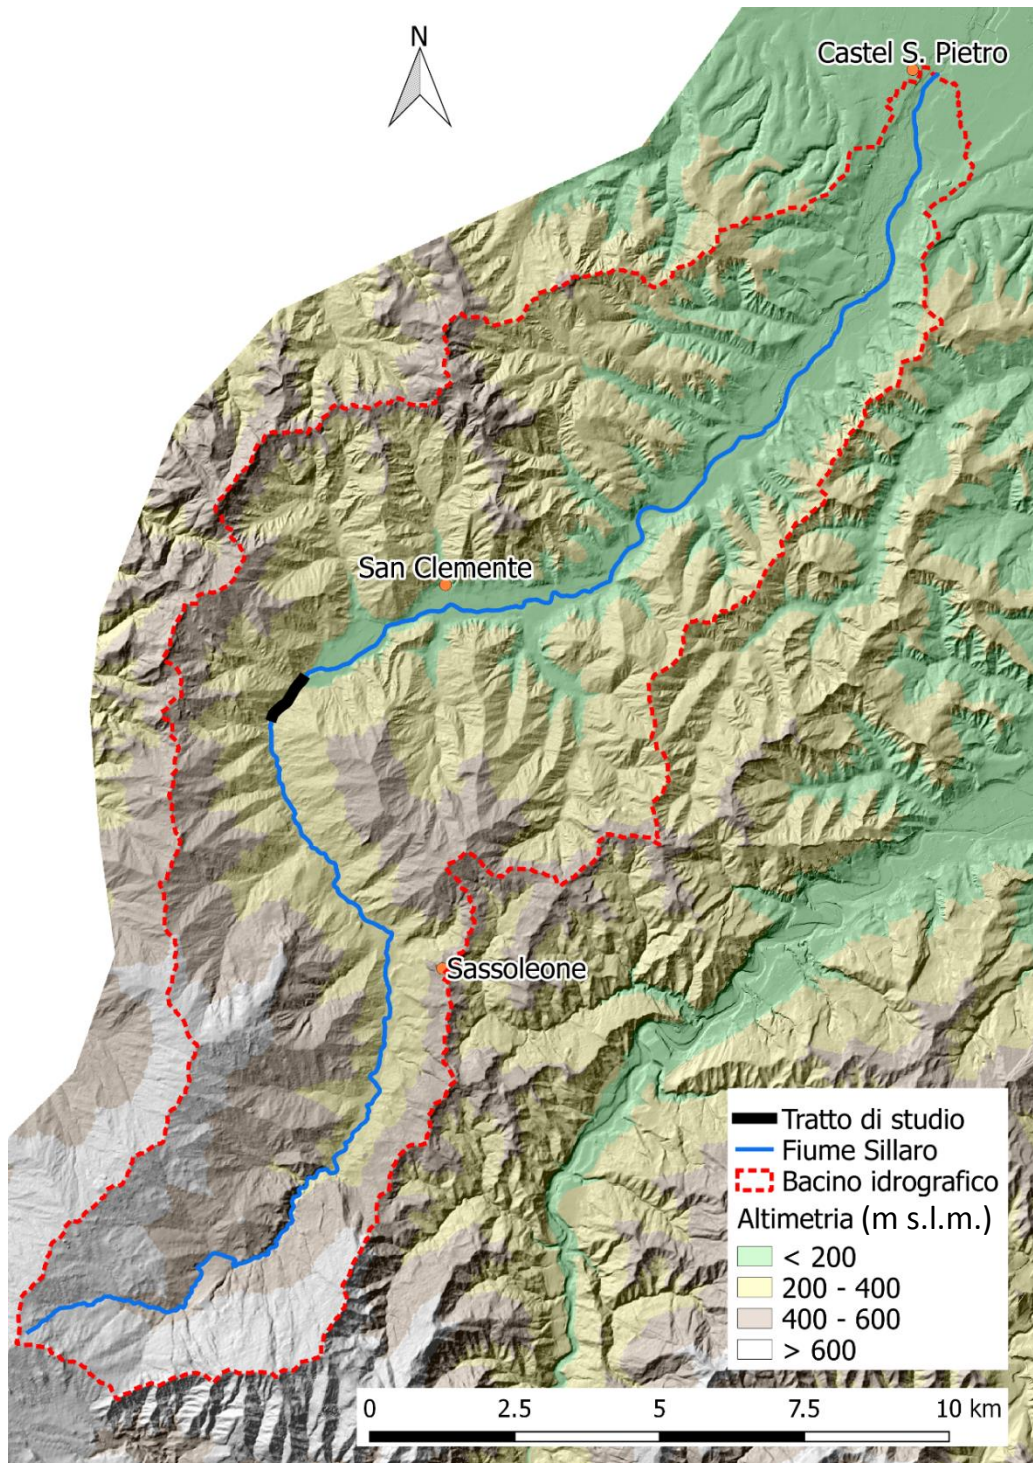 N
Castel S. Pietro
San Clemente
Sassoleone
Tratto di studio
Fiume Sillaro
Bacino idrografico
Altimetria (m s.l.m.)
< 200
200 - 400
400 - 600
> 600
0 2.5 5 7.5 10 km